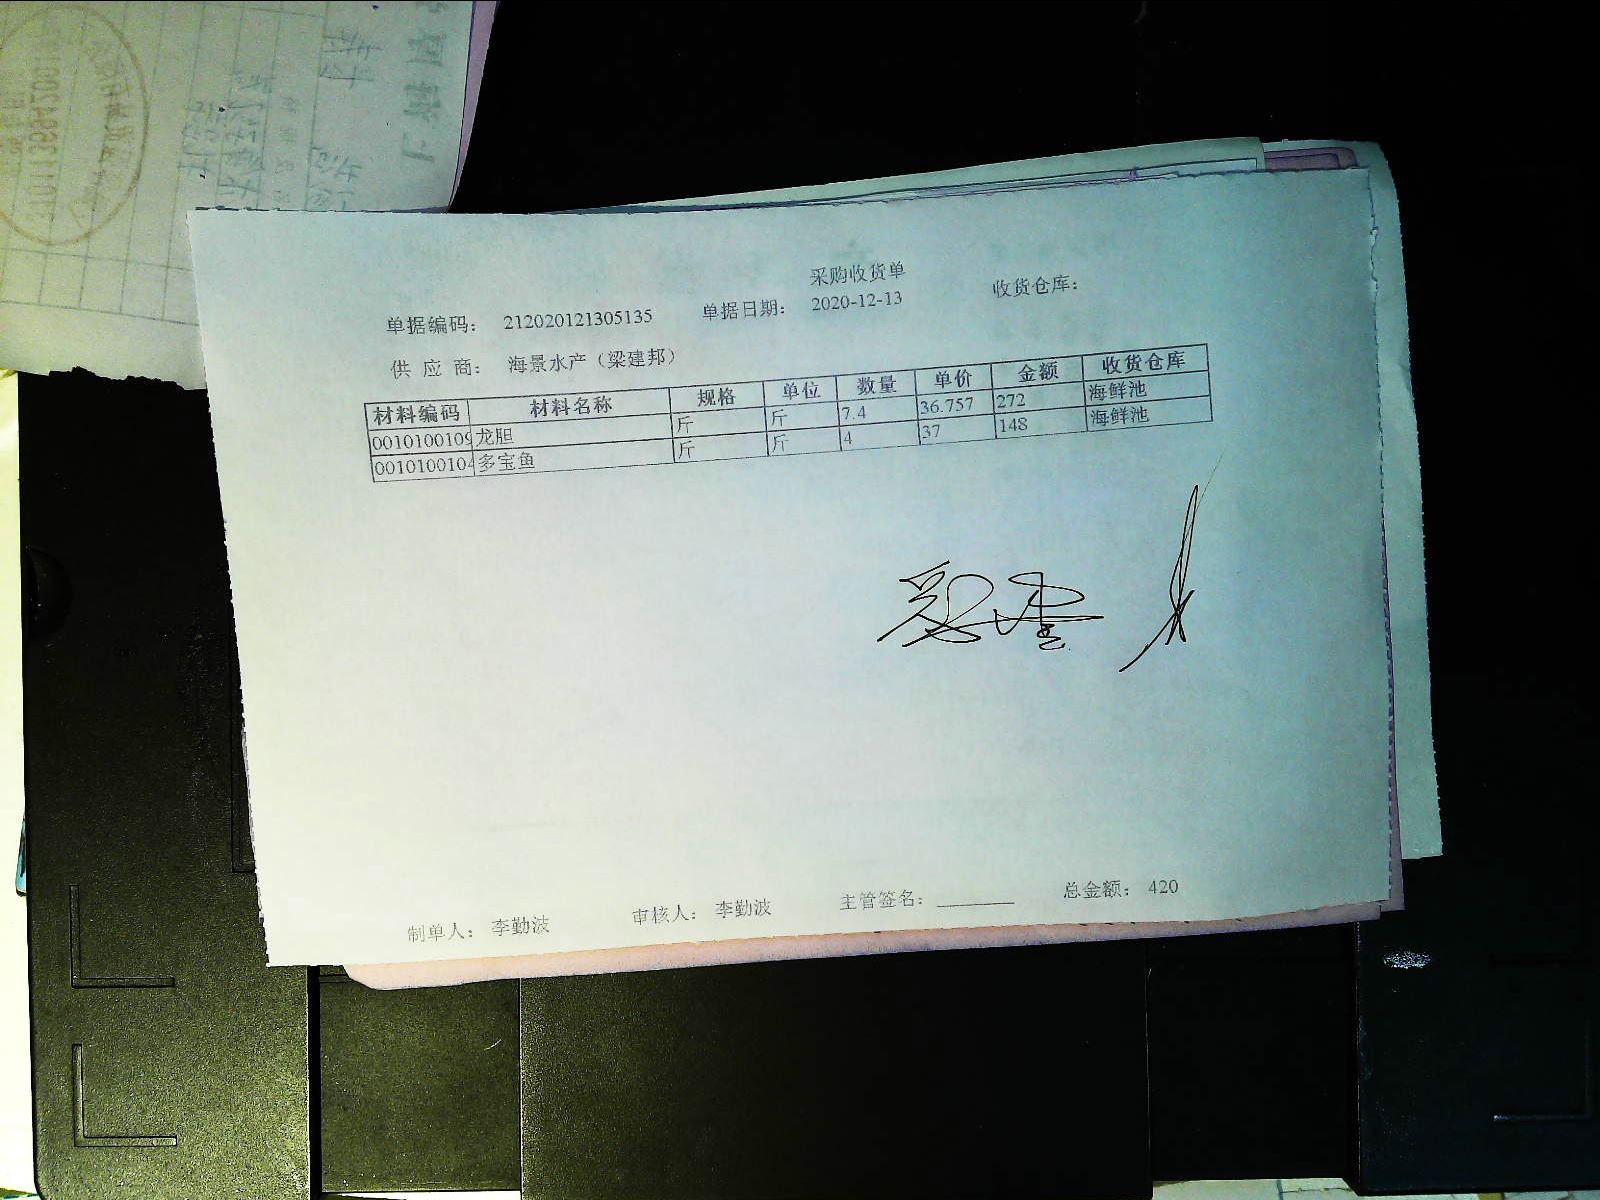 采购收货单
单据编码： 212020121305135 单据日期： 2020-12-13 收货仓库：
供 应 商： 海景水产（梁建邦）
材料编码 材料名称 规格 单位 数量 单价 金额 收货仓库
0010100109 龙胆 斤 斤 7.4 36.757 272 海鲜池
0010100104 多宝鱼 斤 斤 4 37 148 海鲜池
制单人： 李勤波 审核人： 李勤波 主管签名： 总金额： 420